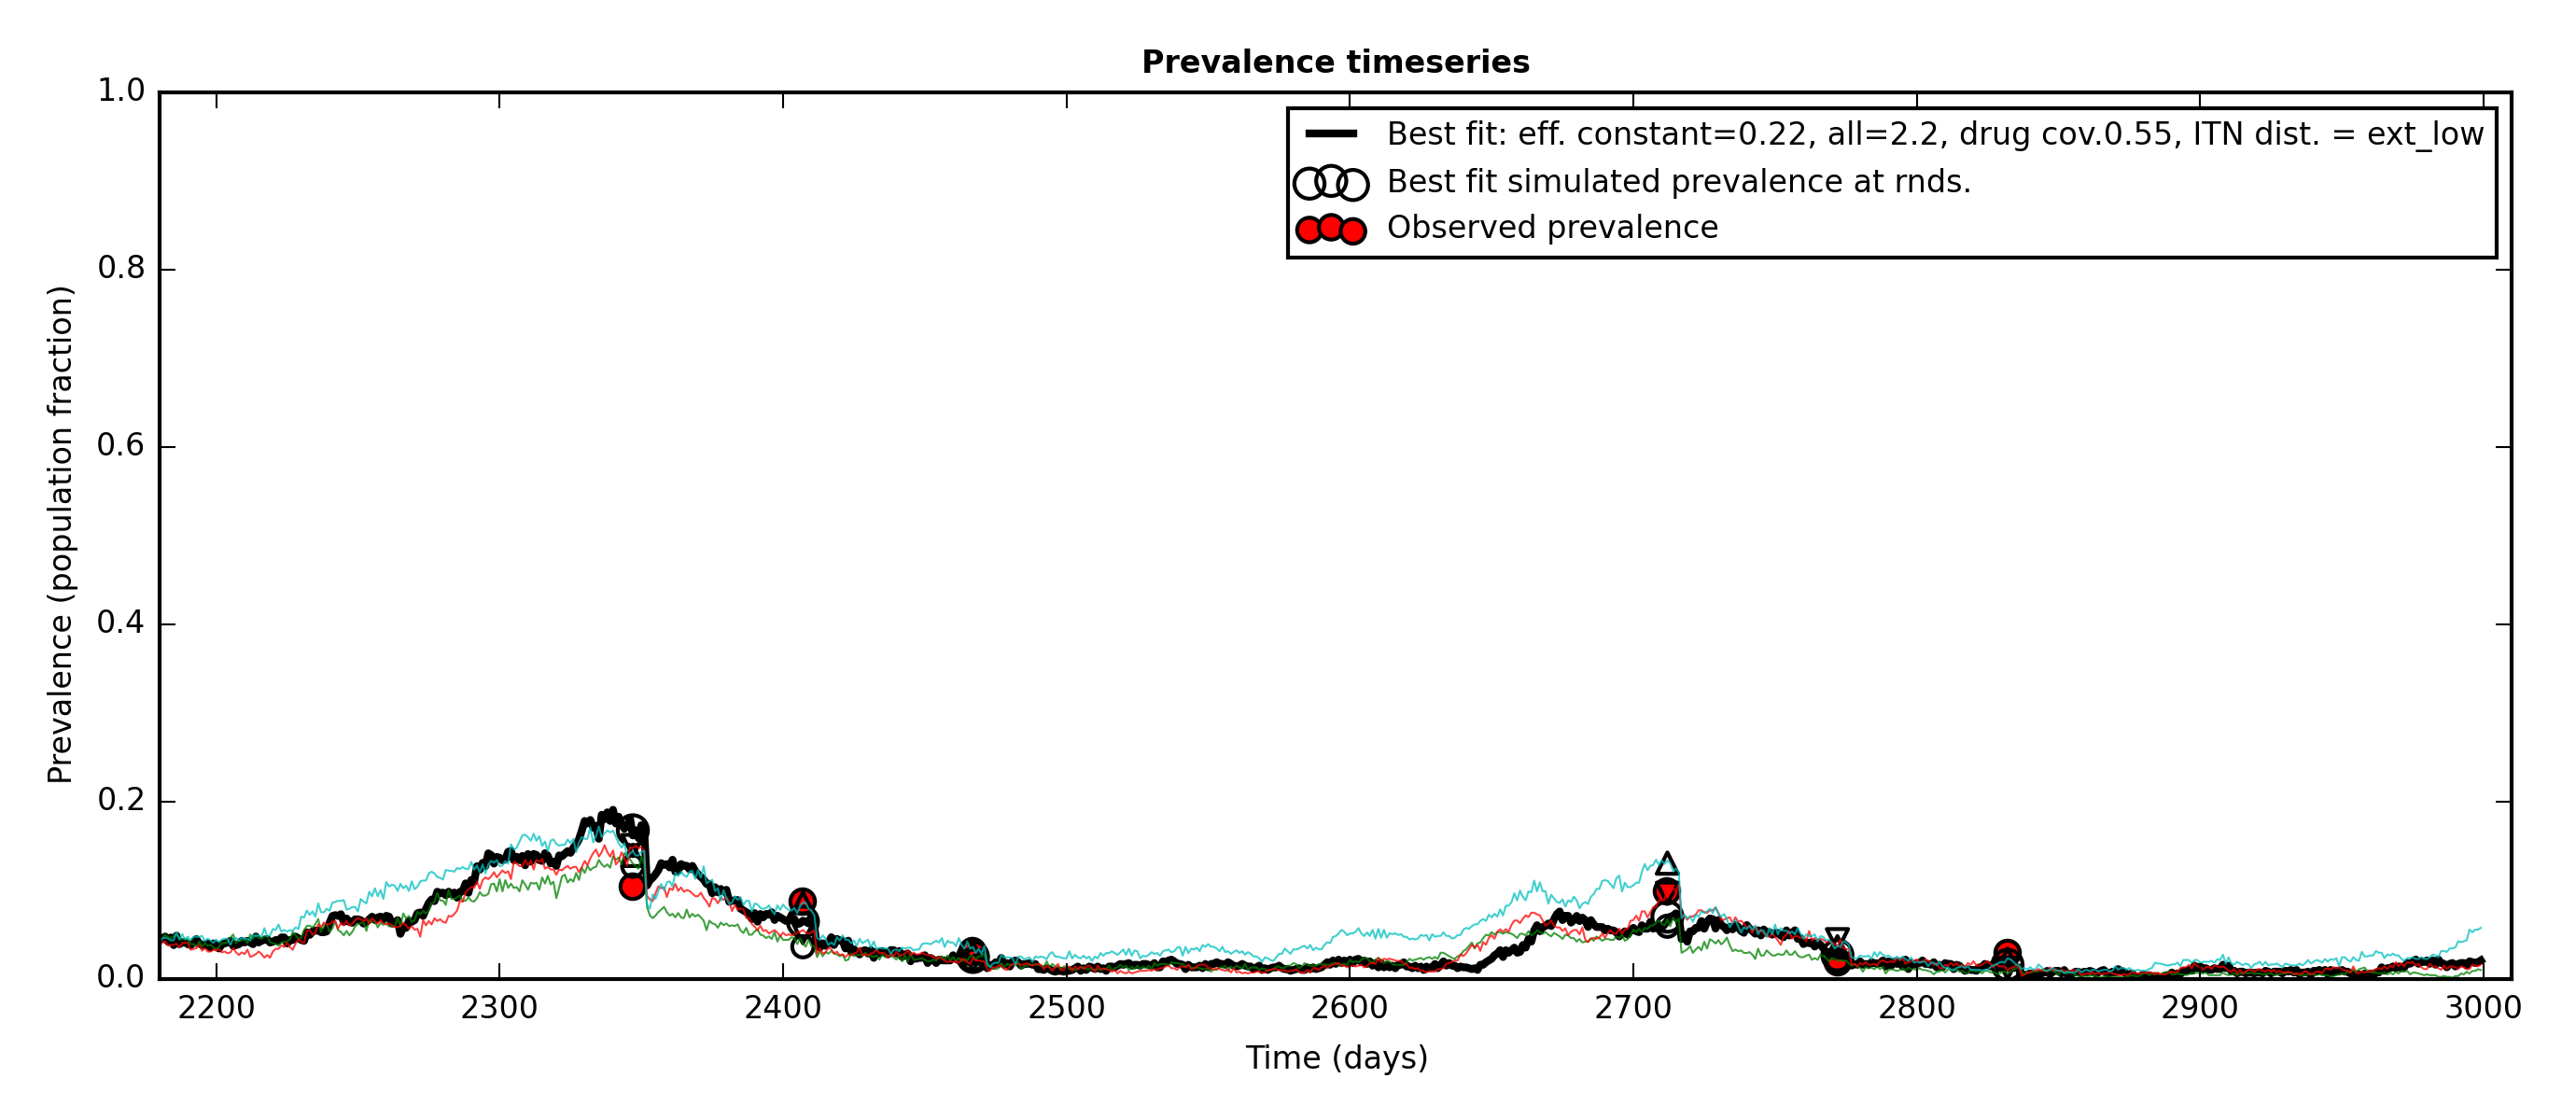 Prevalence timeseries
1.0
0.8
0.6
0.4
0.2
0.0
Prevalence (population fraction)
Best fit: eff. constant=0.22, all=2.2, drug cov.0.55, ITN dist. = ext_low
Best fit simulated prevalence at rnds.
Observed prevalence
2200 2300 2400 2500 2600 2700 2800 2900 3000
Time (days)